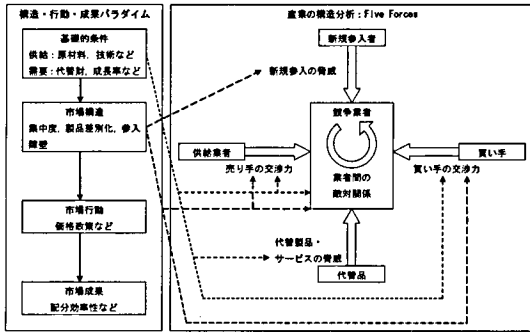 構造・行動・成果パラダイム
基礎的条件
供給：原材料、技術など
需要：代替財、成長率など
市場構造
集中度、製品差別化、参入
障壁
市場行動
価格政策など
市場成果
配分効率性など
産業の構造分析：Five Forces
新規参入者
新規参入の脅威
競争業者
供給業者
買い手
売り手の交渉力
買い手の交渉力
業者間の
敵対関係
代替製品・
サービスの脅威
代替品